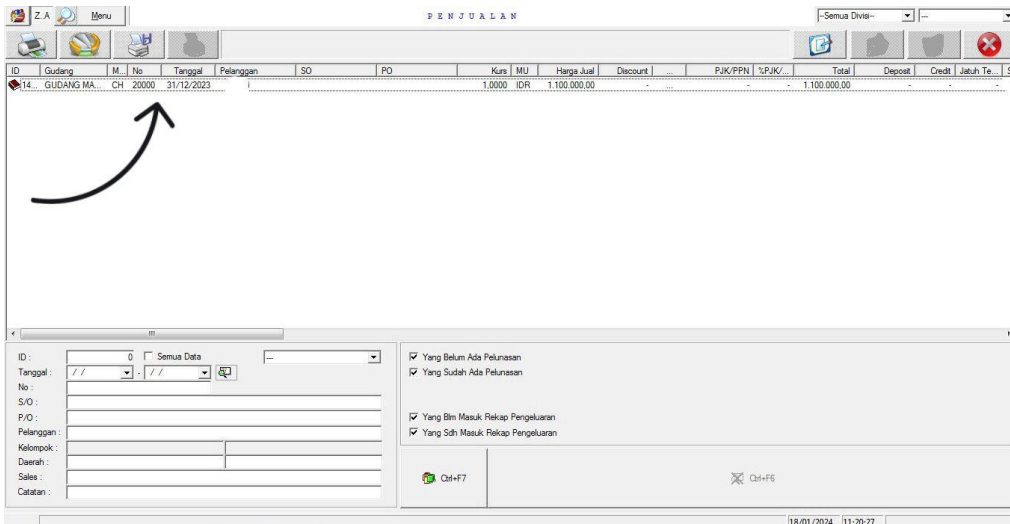 Z.A Menu PENJUALAN --Semua Divisi-- ---
ID Gudang M... No Tanggal Pelanggan SO PO Kurs MU Harga Jual Discount ... PJK/PPN %PJK/... Total Deposit Credit Jatuh Te... S
14... GUDANG MA... CH 20000 31/12/2023 1,0000 IDR 1.100.000,00 - ... - - 1.100.000,00 - - -
ID : 0 Semua Data --- Yang Belum Ada Pelunasan
Tanggal : / / - / / Yang Sudah Ada Pelunasan
No :
S/O :
P/O : Yang Blm Masuk Rekap Pengeluaran
Pelanggan : Yang Sdh Masuk Rekap Pengeluaran
Kelompok :
Daerah :
Sales : Ctrl+F7 Ctrl+F6
Catatan :
18/01/2024 11:20:27